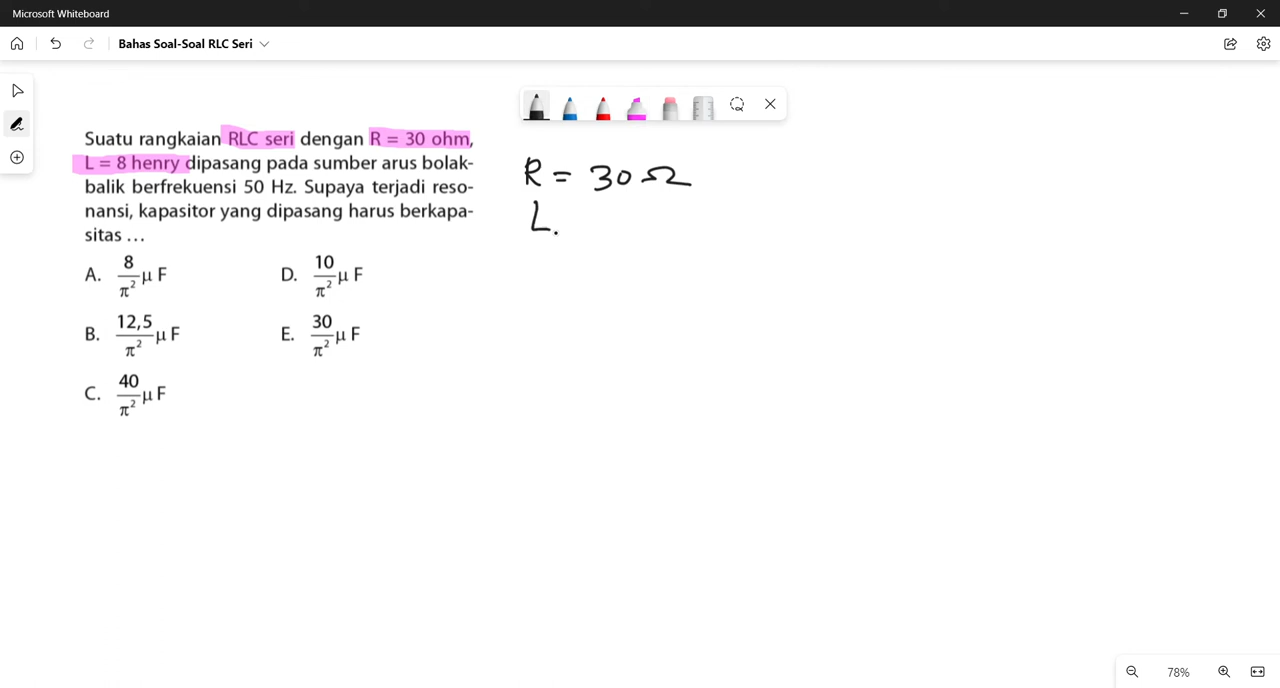 Microsoft Whiteboard
Bahas Soal-Soal RLC Seri
Suatu rangkaian RLC seri dengan R = 30 ohm,
L = 8 henry dipasang pada sumber arus bolak-
balik berfrekuensi 50 Hz. Supaya terjadi reso-
nansi, kapasitor yang dipasang harus berkapa-
sitas ...
A. 8/π² μ F
D. 10/π² μ F
B. 12,5/π² μ F
E. 30/π² μ F
C. 40/π² μ F
R = 30 Ω
L.
78%